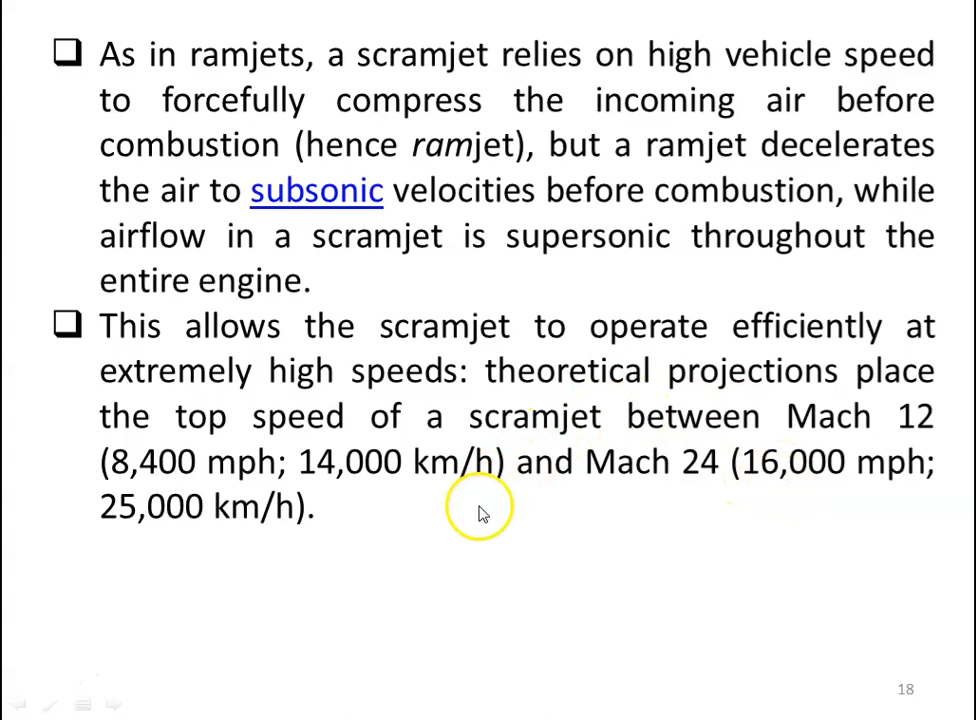 As in ramjets, a scramjet relies on high vehicle speed
to forcefully compress the incoming air before
combustion (hence ramjet), but a ramjet decelerates
the air to subsonic velocities before combustion, while
airflow in a scramjet is supersonic throughout the
entire engine.
This allows the scramjet to operate efficiently at
extremely high speeds: theoretical projections place
the top speed of a scramjet between Mach 12
(8,400 mph; 14,000 km/h) and Mach 24 (16,000 mph;
25,000 km/h).
18